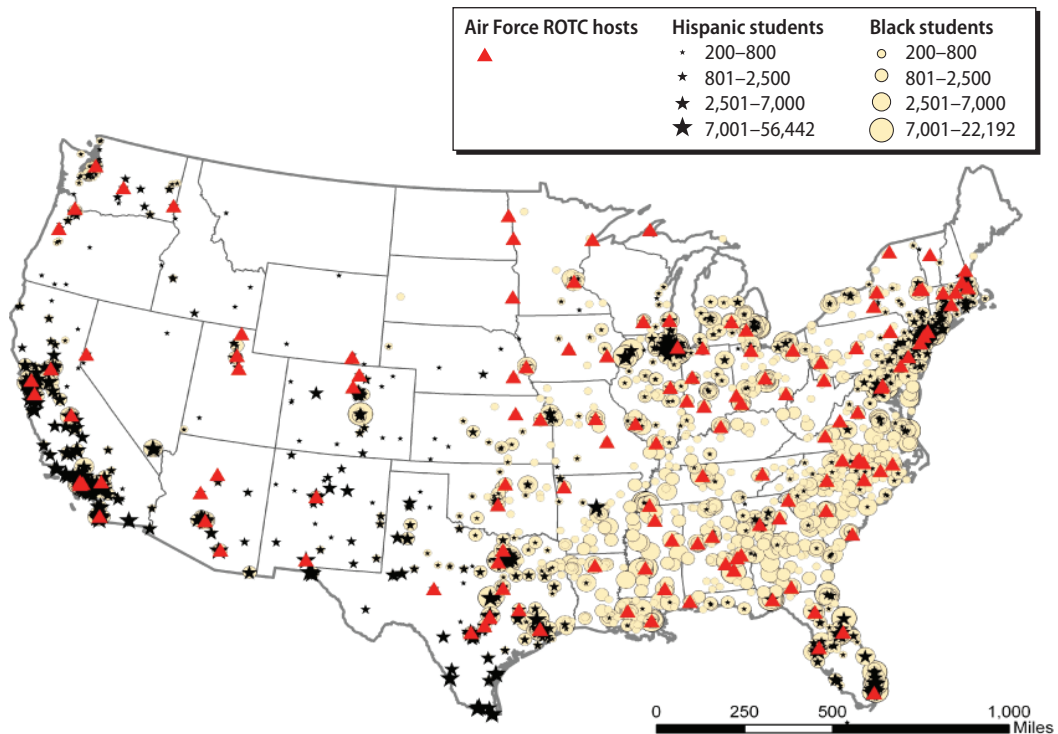 Air Force ROTC hosts
Hispanic students
200–800
801–2,500
2,501–7,000
7,001–56,442
Black students
200–800
801–2,500
2,501–7,000
7,001–22,192
0 250 500 1,000
Miles